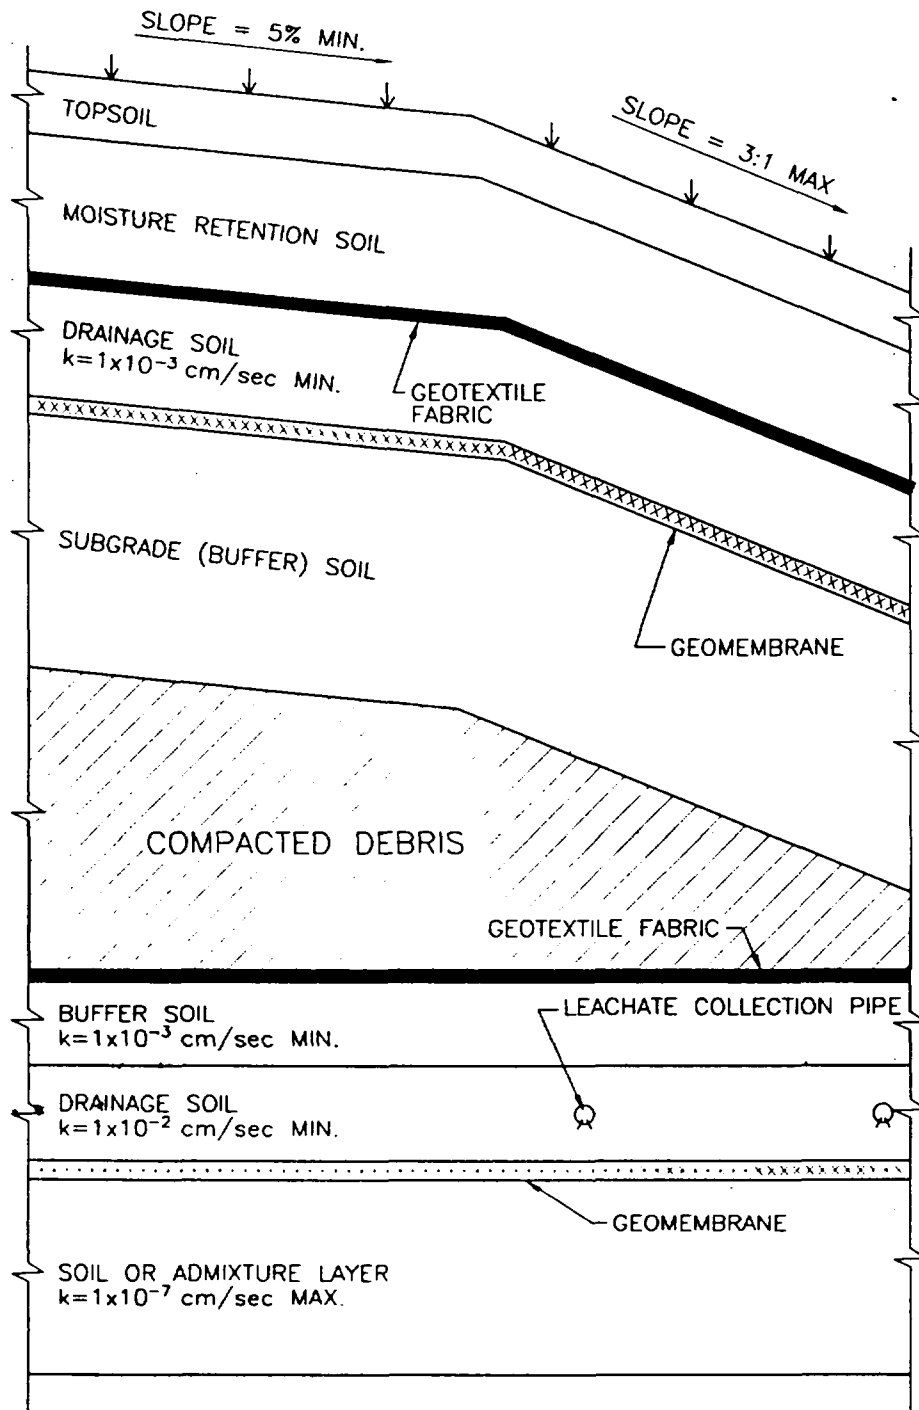 SLOPE = 5% MIN.
SLOPE = 3:1 MAX
TOPSOIL
MOISTURE RETENTION SOIL
DRAINAGE SOIL
k=1x10⁻³ cm/sec MIN.
GEOTEXTILE
FABRIC
SUBGRADE (BUFFER) SOIL
GEOMEMBRANE
COMPACTED DEBRIS
GEOTEXTILE FABRIC
BUFFER SOIL
k=1x10⁻³ cm/sec MIN.
LEACHATE COLLECTION PIPE
DRAINAGE SOIL
k=1x10⁻² cm/sec MIN.
GEOMEMBRANE
SOIL OR ADMIXTURE LAYER
k=1x10⁻⁷ cm/sec MAX.